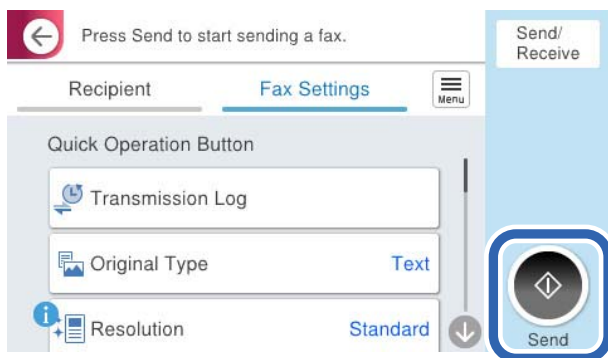 Press Send to start sending a fax.
Send/
Receive
Recipient
Fax Settings
Menu
Quick Operation Button
Transmission Log
Original Type
Text
i
Resolution
Standard
Send